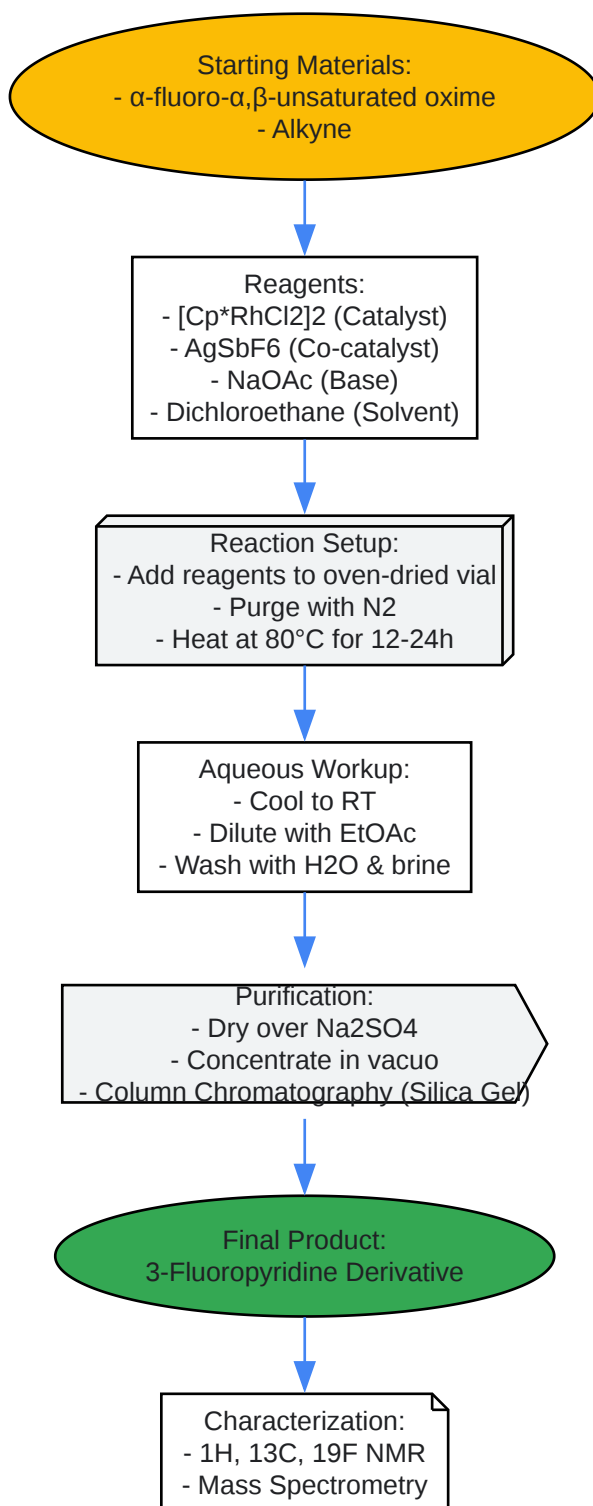 Starting Materials:
- α-fluoro-α,β-unsaturated oxime
- Alkyne
Reagents:
- [Cp*RhCl2]2 (Catalyst)
- AgSbF6 (Co-catalyst)
- NaOAc (Base)
- Dichloroethane (Solvent)
Reaction Setup:
- Add reagents to oven-dried vial
- Purge with N2
- Heat at 80°C for 12-24h
Aqueous Workup:
- Cool to RT
- Dilute with EtOAc
- Wash with H2O & brine
Purification:
- Dry over Na2SO4
- Concentrate in vacuo
- Column Chromatography (Silica Gel)
Final Product:
3-Fluoropyridine Derivative
Characterization:
- 1H, 13C, 19F NMR
- Mass Spectrometry